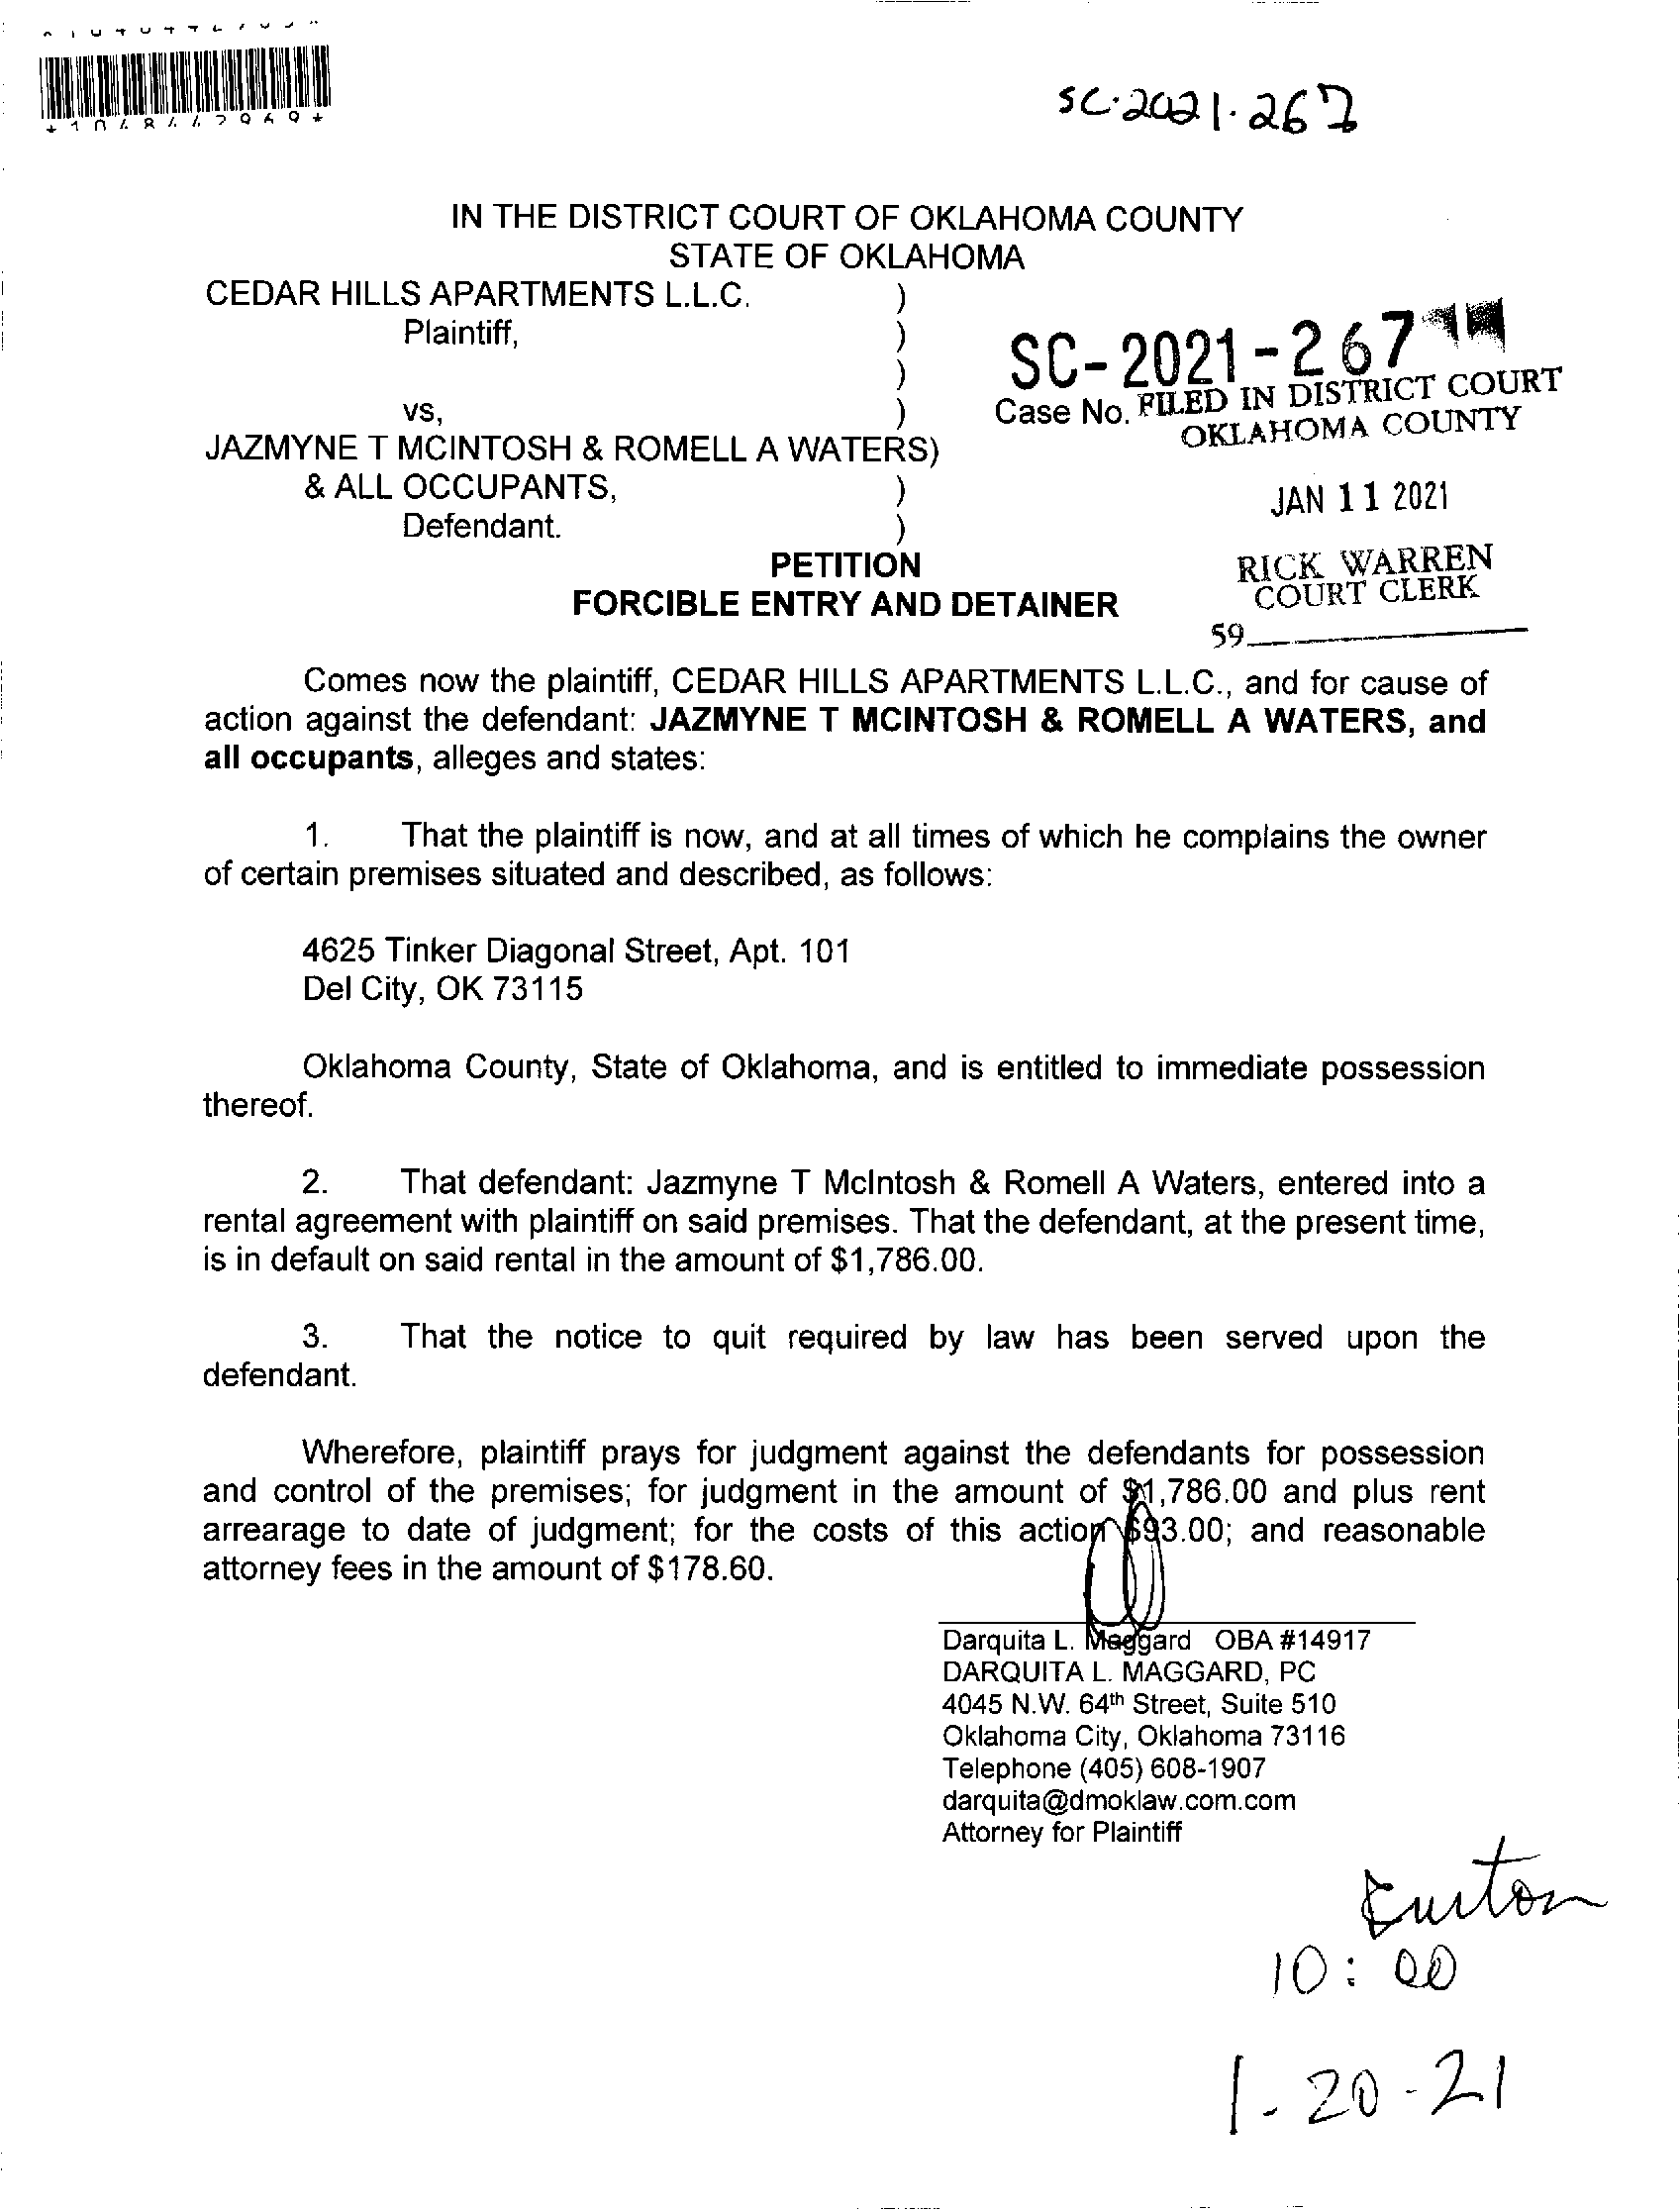 *1048442969*
SC-2021-267
IN THE DISTRICT COURT OF OKLAHOMA COUNTY
STATE OF OKLAHOMA
CEDAR HILLS APARTMENTS L.L.C. )
Plaintiff, )
)
SC-2021-267
vs, ) Case No. FILED IN DISTRICT COURT
OKLAHOMA COUNTY
JAZMYNE T MCINTOSH & ROMELL A WATERS)
& ALL OCCUPANTS, ) JAN 11 2021
Defendant. )
PETITION
RICK WARREN
COURT CLERK
FORCIBLE ENTRY AND DETAINER
59
Comes now the plaintiff, CEDAR HILLS APARTMENTS L.L.C., and for cause of
action against the defendant: JAZMYNE T MCINTOSH & ROMELL A WATERS, and
all occupants, alleges and states:
1. That the plaintiff is now, and at all times of which he complains the owner
of certain premises situated and described, as follows:
4625 Tinker Diagonal Street, Apt. 101
Del City, OK 73115
Oklahoma County, State of Oklahoma, and is entitled to immediate possession
thereof.
2. That defendant: Jazmyne T McIntosh & Romell A Waters, entered into a
rental agreement with plaintiff on said premises. That the defendant, at the present time,
is in default on said rental in the amount of $1,786.00.
3. That the notice to quit required by law has been served upon the
defendant.
Wherefore, plaintiff prays for judgment against the defendants for possession
and control of the premises; for judgment in the amount of $1,786.00 and plus rent
arrearage to date of judgment; for the costs of this action $93.00; and reasonable
attorney fees in the amount of $178.60.
Darquita L. Maggard OBA #14917
DARQUITA L. MAGGARD, PC
4045 N.W. 64th Street, Suite 510
Oklahoma City, Oklahoma 73116
Telephone (405) 608-1907
darquita@dmoklaw.com.com
Attorney for Plaintiff
10:00
1-20-21